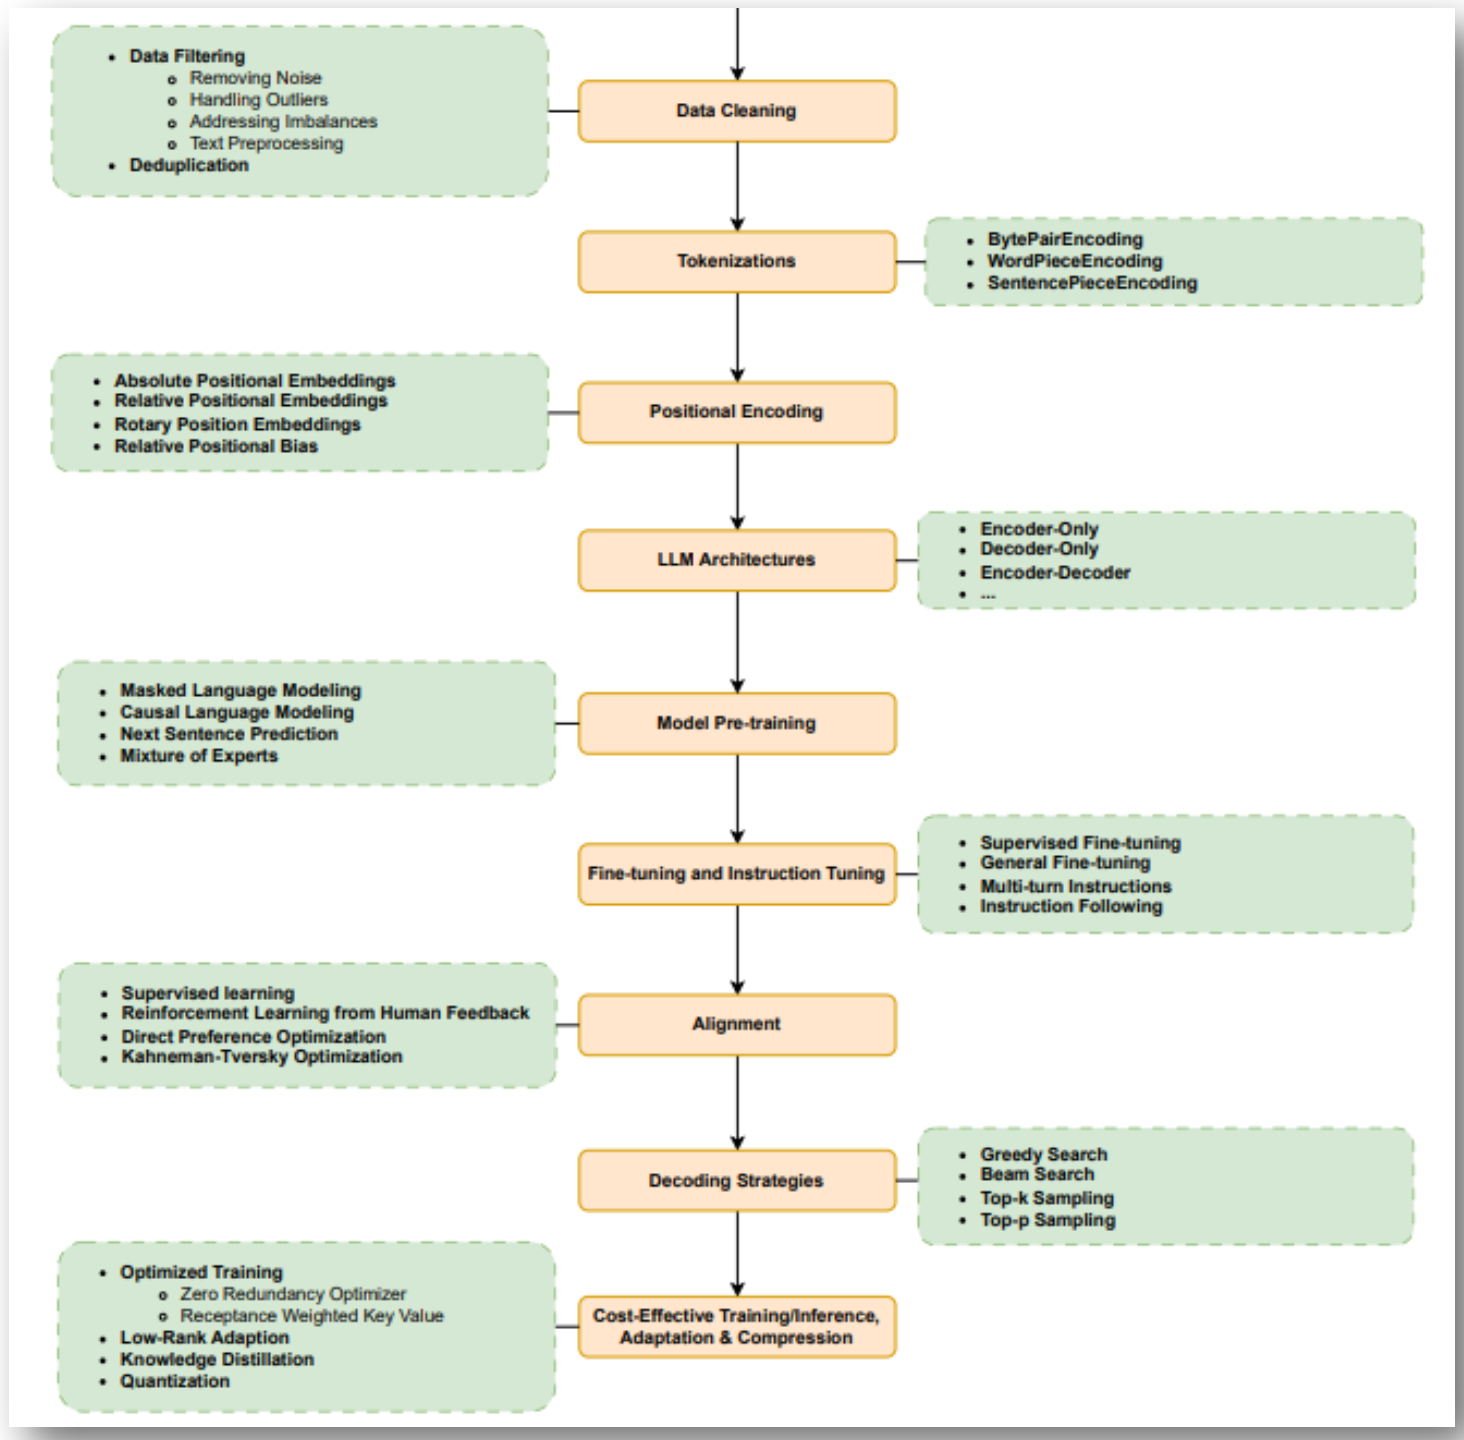 Data Filtering
Removing Noise
Handling Outliers
Addressing Imbalances
Text Preprocessing
Deduplication
Data Cleaning
Tokenizations
BytePairEncoding
WordPieceEncoding
SentencePieceEncoding
Absolute Positional Embeddings
Relative Positional Embeddings
Rotary Position Embeddings
Relative Positional Bias
Positional Encoding
LLM Architectures
Encoder-Only
Decoder-Only
Encoder-Decoder
...
Masked Language Modeling
Causal Language Modeling
Next Sentence Prediction
Mixture of Experts
Model Pre-training
Fine-tuning and Instruction Tuning
Supervised Fine-tuning
General Fine-tuning
Multi-turn Instructions
Instruction Following
Supervised learning
Reinforcement Learning from Human Feedback
Direct Preference Optimization
Kahneman-Tversky Optimization
Alignment
Decoding Strategies
Greedy Search
Beam Search
Top-k Sampling
Top-p Sampling
Optimized Training
Zero Redundancy Optimizer
Receptance Weighted Key Value
Low-Rank Adaption
Knowledge Distillation
Quantization
Cost-Effective Training/Inference,
Adaptation & Compression